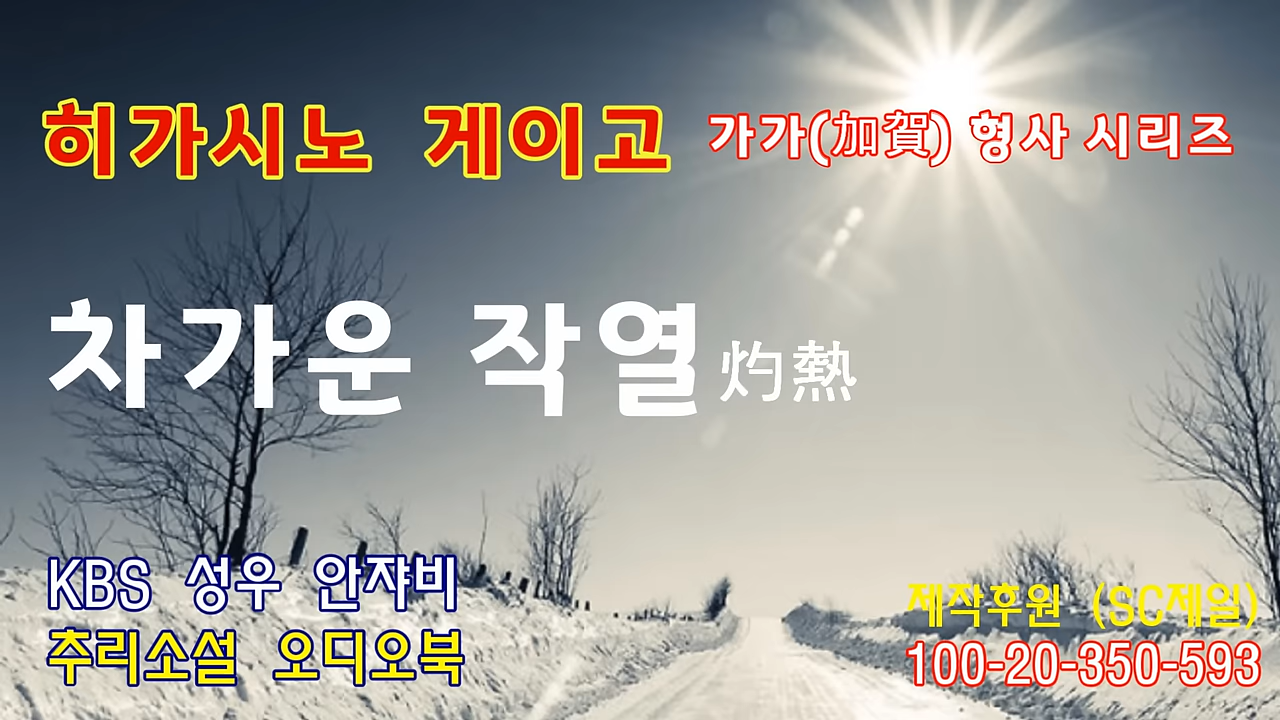 히가시노 게이고 가가(加賀) 형사 시리즈
차가운 작열灼熱
KBS 성우 안쟈비
추리소설 오디오북
제작후원 (SC제일)
100-20-350-593